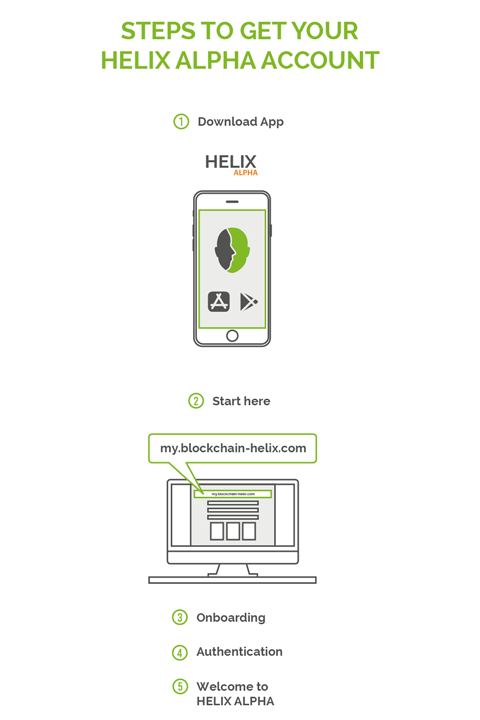 STEPS TO GET YOUR
HELIX ALPHA ACCOUNT
1 Download App
HELIX
ALPHA
2 Start here
my.blockchain-helix.com
my.blockchain-helix.com
3 Onboarding
4 Authentication
5 Welcome to
HELIX ALPHA